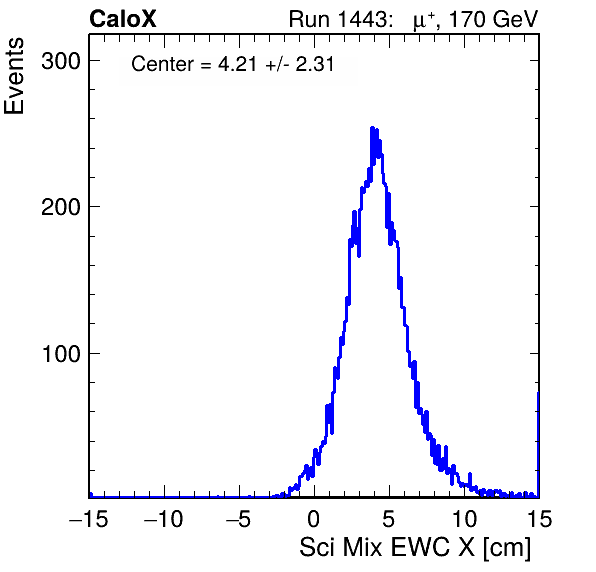 CaloX Run 1443: μ⁺, 170 GeV
Center = 4.21 +/- 2.31
Events
300
200
100
−15 −10 −5 0 5 10 15
Sci Mix EWC X [cm]